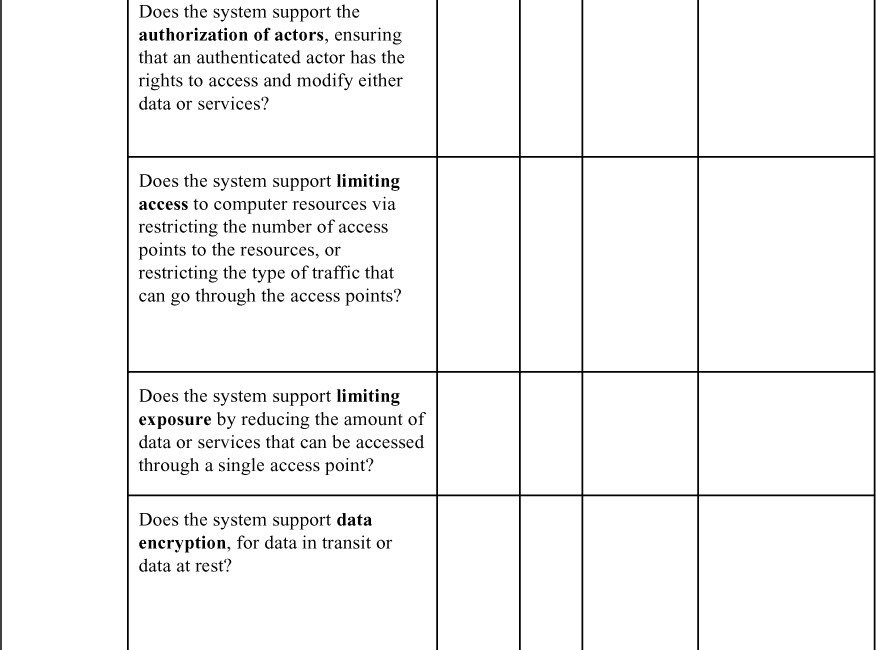 Does the system support the
authorization of actors, ensuring
that an authenticated actor has the
rights to access and modify either
data or services?
Does the system support limiting
access to computer resources via
restricting the number of access
points to the resources, or
restricting the type of traffic that
can go through the access points?
Does the system support limiting
exposure by reducing the amount of
data or services that can be accessed
through a single access point?
Does the system support data
encryption, for data in transit or
data at rest?